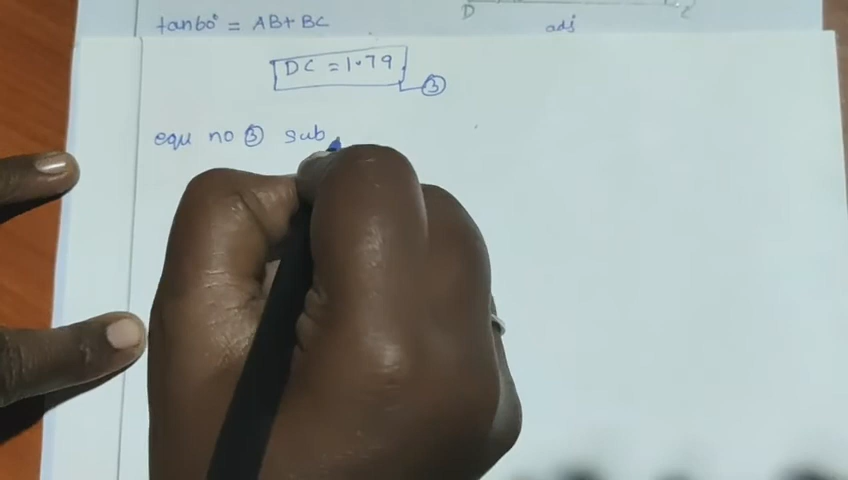 D C
tan60° = AB+ BC adj
DC = 1.79
3
equ no 3 sub